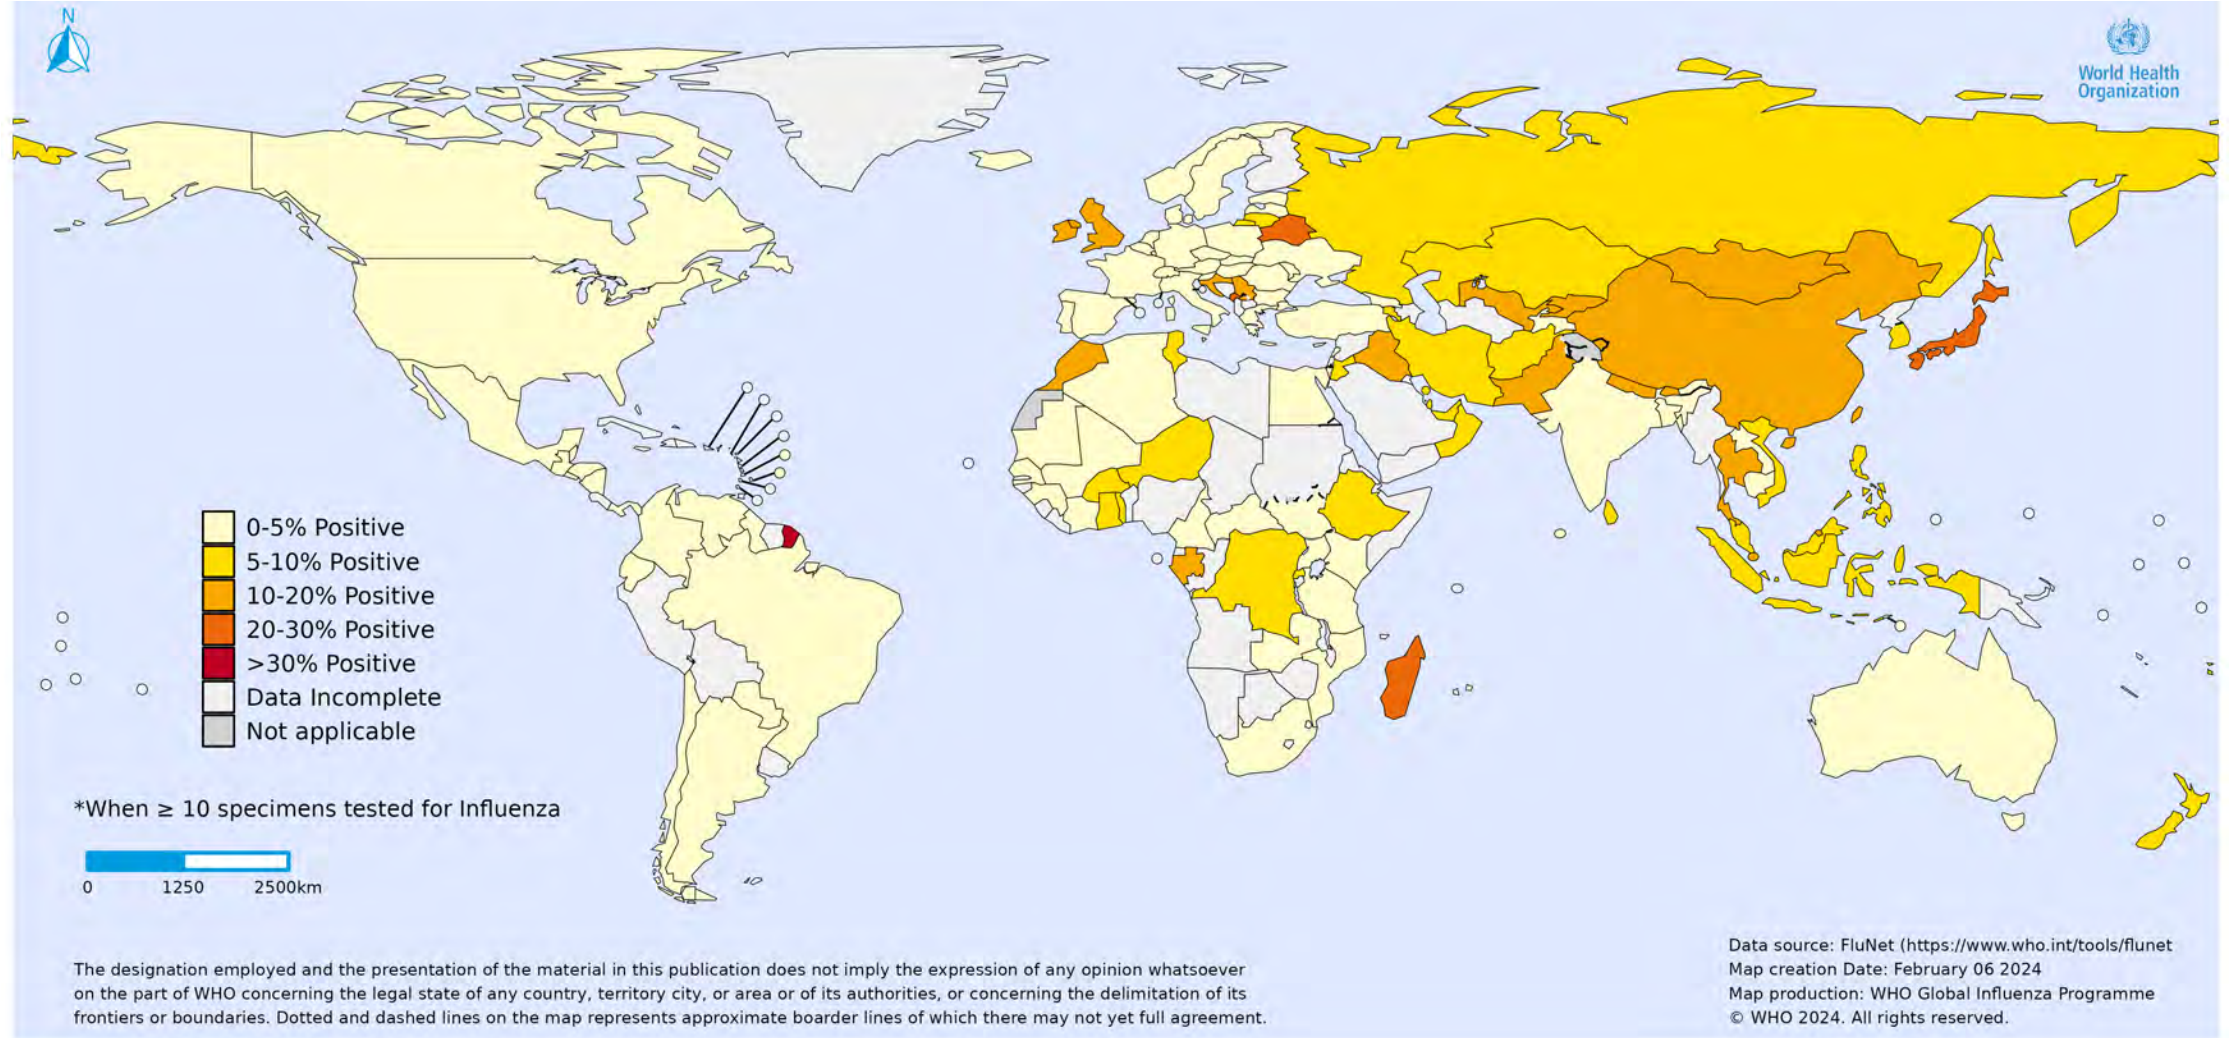 N
World Health
Organization
0-5% Positive
5-10% Positive
10-20% Positive
20-30% Positive
>30% Positive
Data Incomplete
Not applicable
*When ≥ 10 specimens tested for Influenza
0 1250 2500km
The designation employed and the presentation of the material in this publication does not imply the expression of any opinion whatsoever
on the part of WHO concerning the legal state of any country, territory city, or area or of its authorities, or concerning the delimitation of its
frontiers or boundaries. Dotted and dashed lines on the map represents approximate boarder lines of which there may not yet full agreement.
Data source: FluNet (https://www.who.int/tools/flunet
Map creation Date: February 06 2024
Map production: WHO Global Influenza Programme
© WHO 2024. All rights reserved.